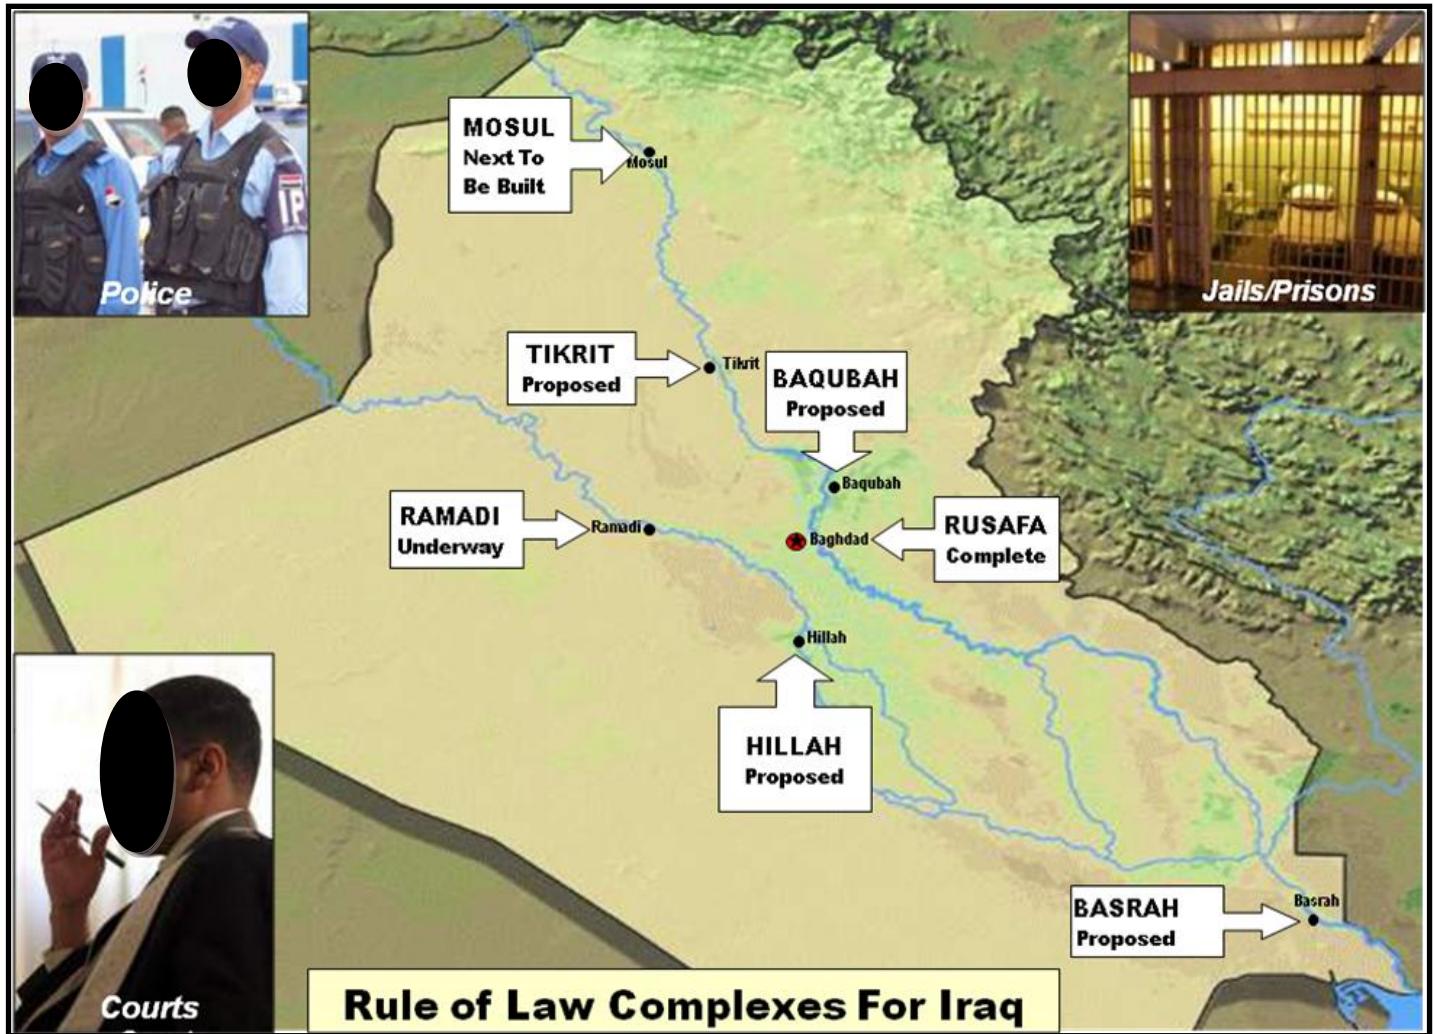 IP
Police
Jails/Prisons
MOSUL
Next To
Be Built
Mosul
TIKRIT
Proposed
Tikrit
BAQUBAH
Proposed
Baqubah
RAMADI
Underway
Ramadi
Baghdad
RUSAFA
Complete
Hillah
HILLAH
Proposed
BASRAH
Proposed
Basrah
Courts
Rule of Law Complexes For Iraq